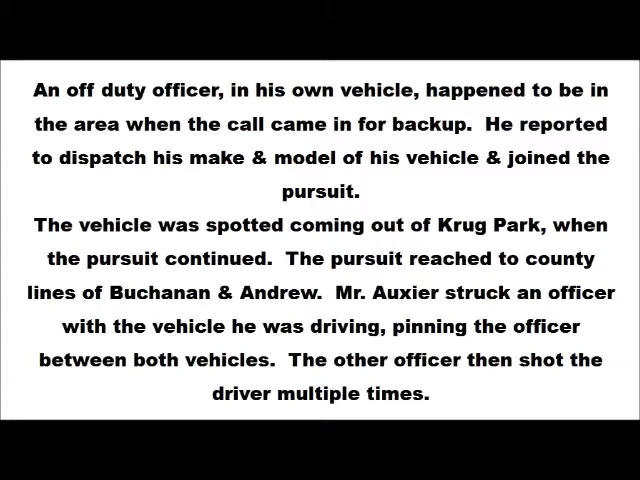 An off duty officer, in his own vehicle, happened to be in
the area when the call came in for backup.  He reported
to dispatch his make & model of his vehicle & joined the
pursuit.
The vehicle was spotted coming out of Krug Park, when
the pursuit continued.  The pursuit reached to county
lines of Buchanan & Andrew.  Mr. Auxier struck an officer
with the vehicle he was driving, pinning the officer
between both vehicles.  The other officer then shot the
driver multiple times.